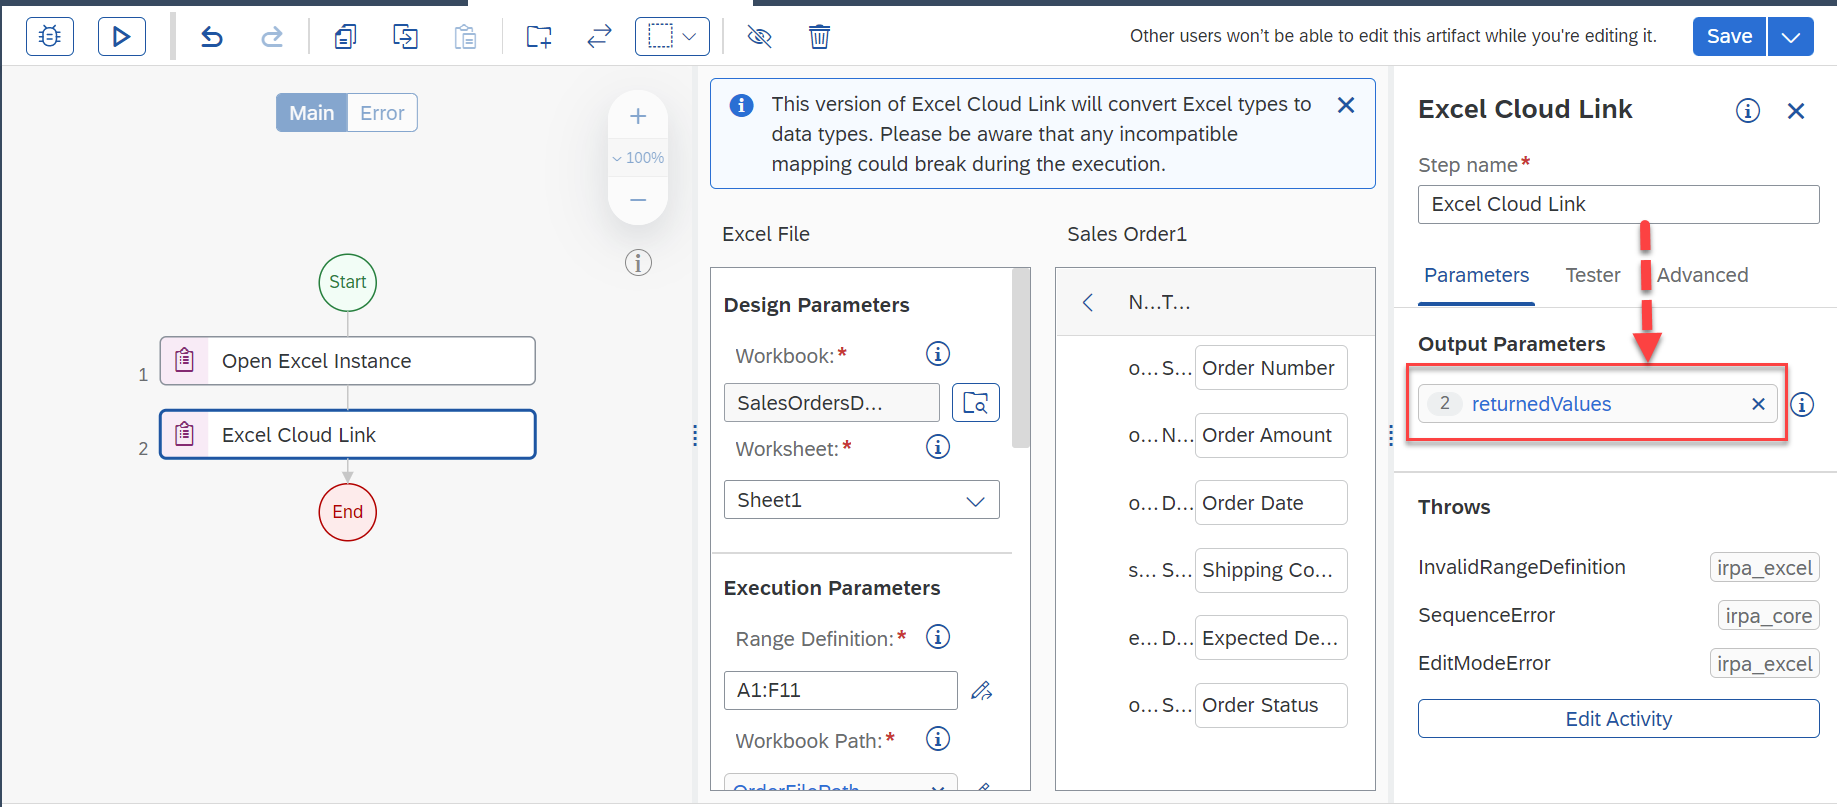 Other users won't be able to edit this artifact while you're editing it.
Save
Main
Error
100%
Start
1
Open Excel Instance
2
Excel Cloud Link
End
This version of Excel Cloud Link will convert Excel types to
data types. Please be aware that any incompatible
mapping could break during the execution.
Excel File
Design Parameters
Workbook:*
SalesOrdersD...
Worksheet:*
Sheet1
Execution Parameters
Range Definition:*
A1:F11
Workbook Path:*
OrderFilePath
Sales Order1
N...T...
o... S... Order Number
o... N... Order Amount
o... D... Order Date
s... S... Shipping Co...
e... D... Expected De...
o... S... Order Status
Excel Cloud Link
Step name*
Excel Cloud Link
Parameters
Tester
Advanced
Output Parameters
2 returnedValues
Throws
InvalidRangeDefinition irpa_excel
SequenceError irpa_core
EditModeError irpa_excel
Edit Activity